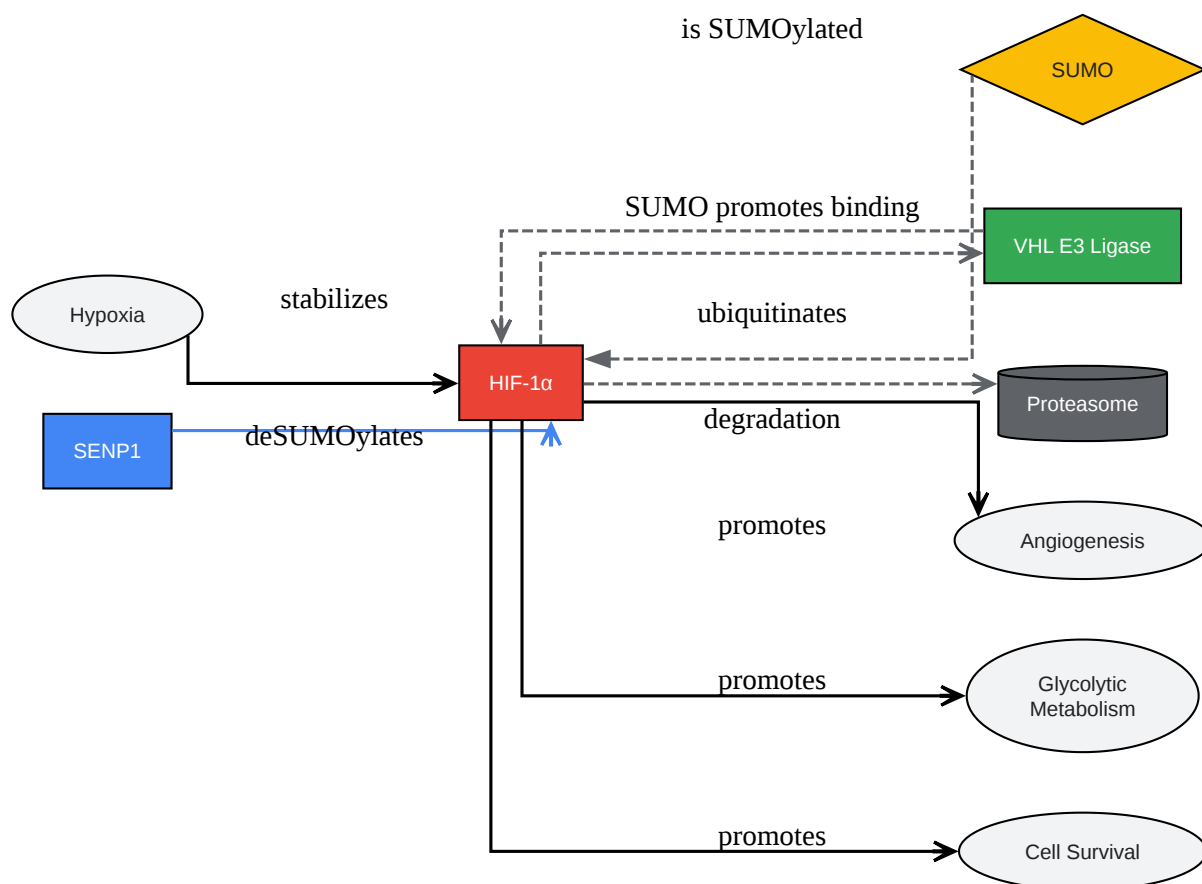 is SUMOylated
SUMO
SUMO promotes binding
VHL E3 Ligase
Hypoxia
stabilizes
ubiquitinates
HIF-1α
Proteasome
degradation
SENP1
deSUMOylates
promotes
Angiogenesis
promotes
Glycolytic
Metabolism
promotes
Cell Survival